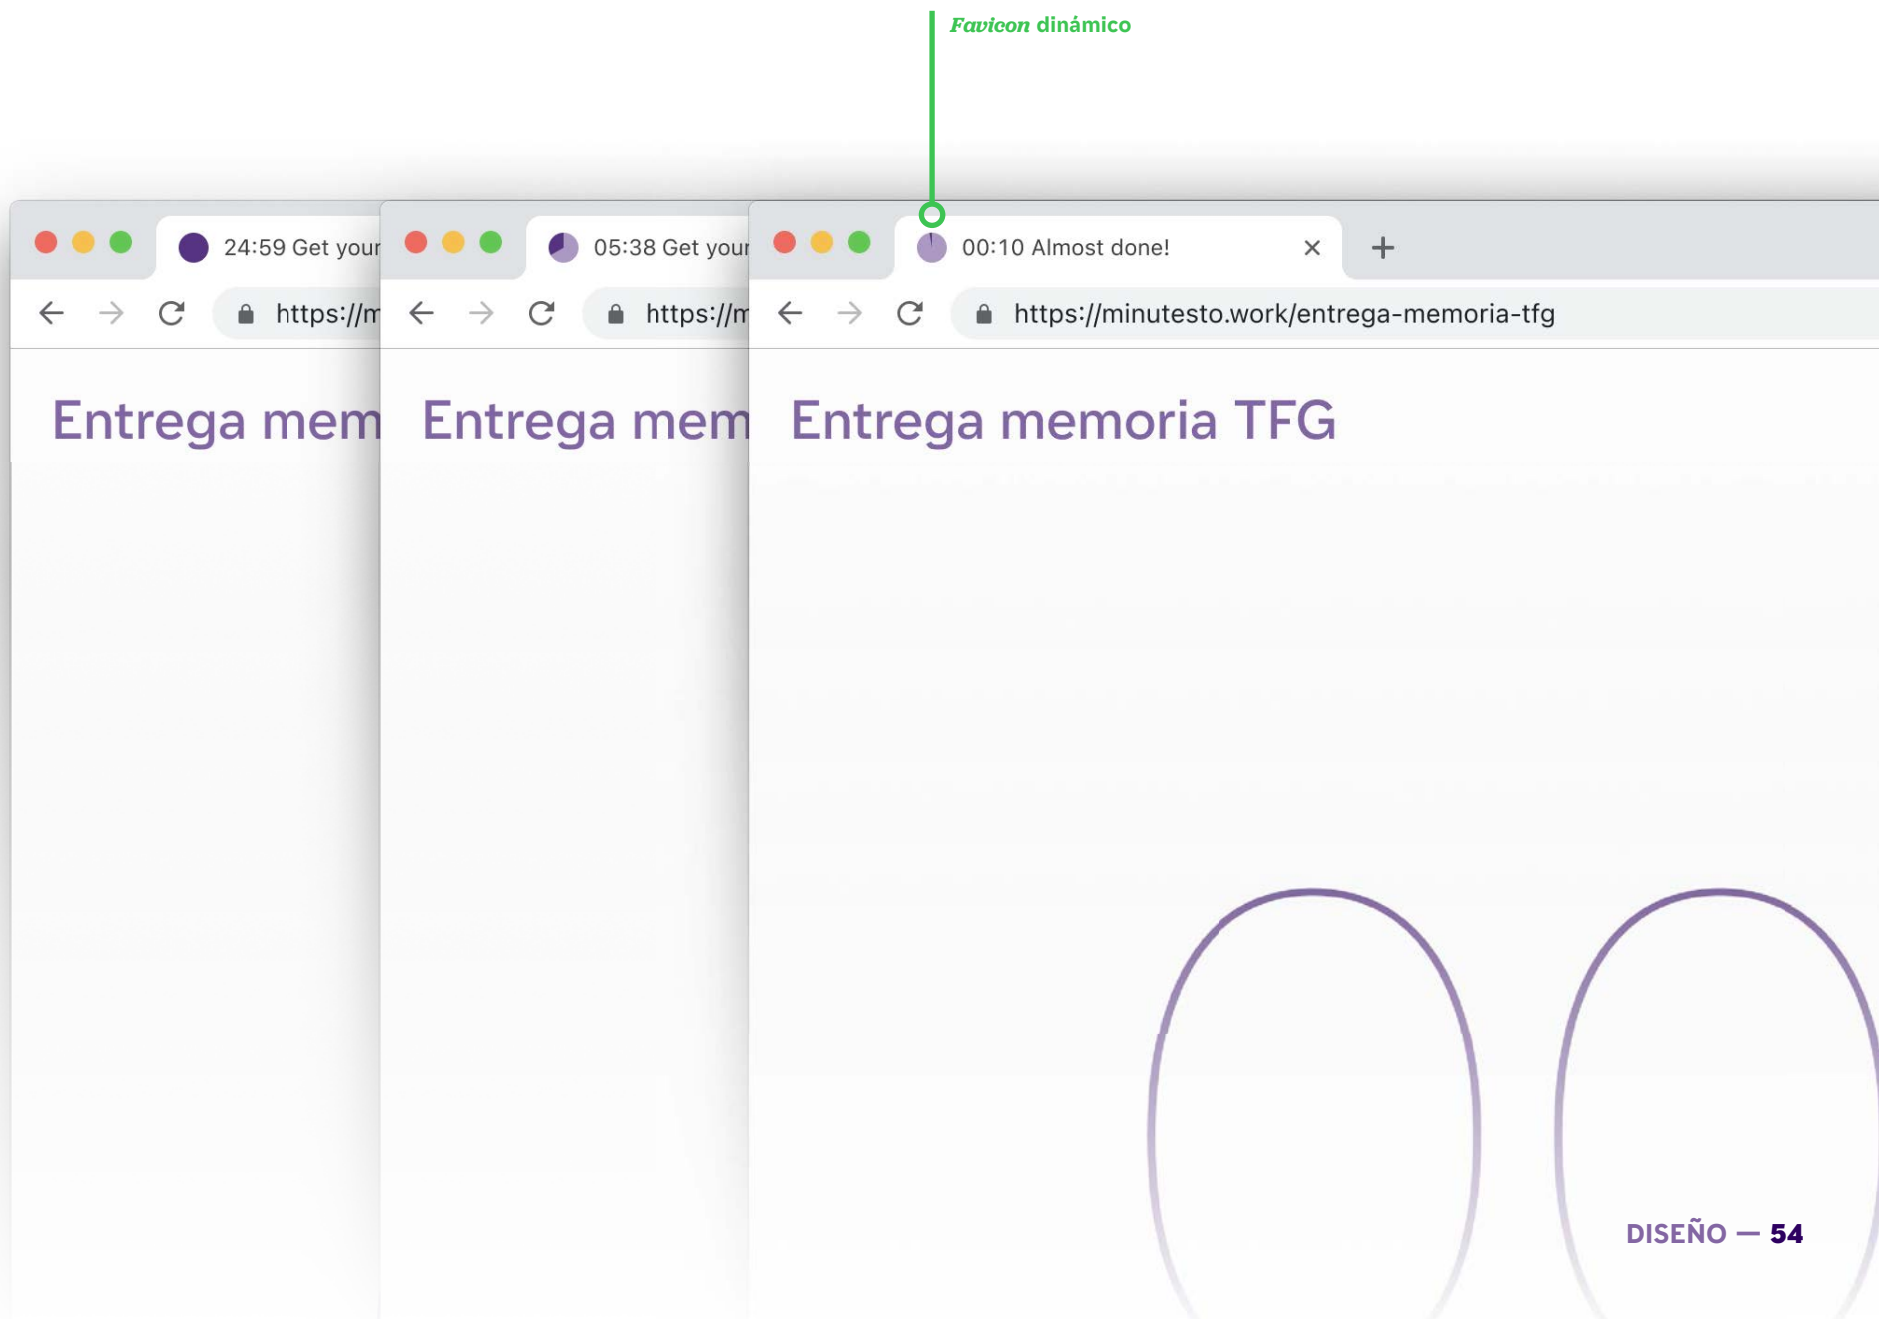 Favicon dinámico
24:59 Get your
05:38 Get your
00:10 Almost done!
https://m
https://m
https://minutesto.work/entrega-memoria-tfg
Entrega mem
Entrega mem
Entrega memoria TFG
00
DISEÑO — 54